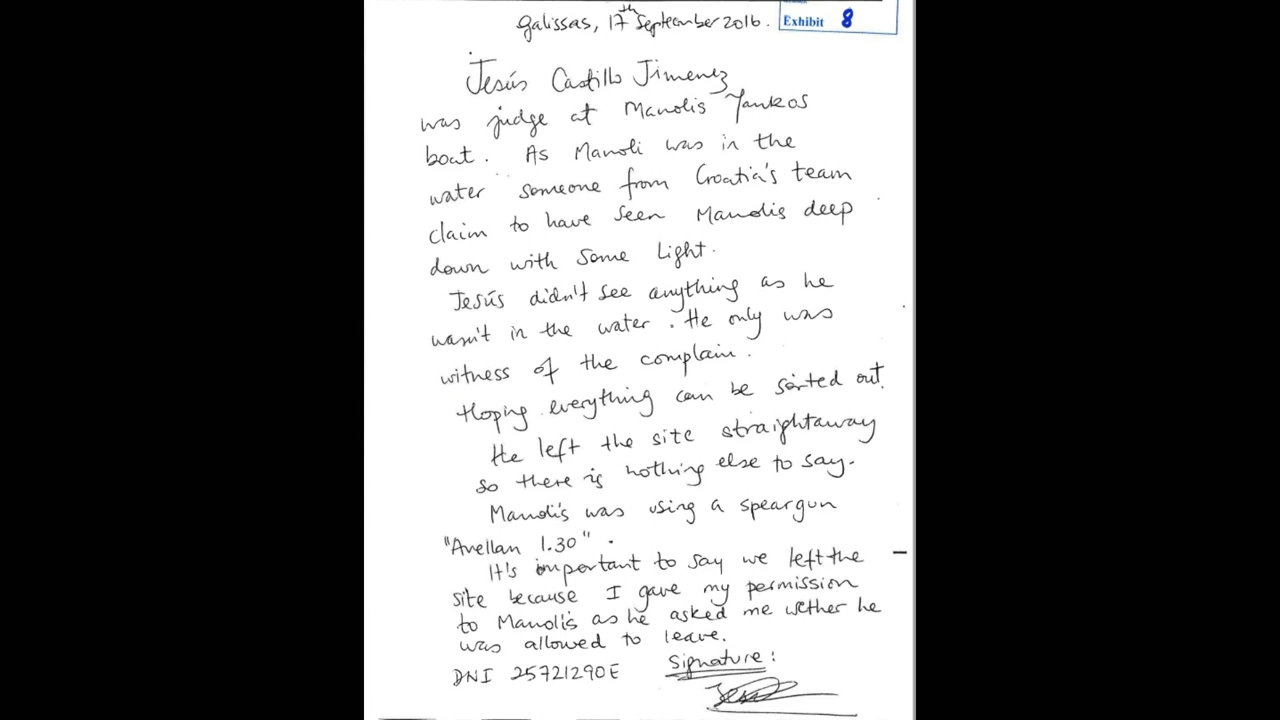 Galissas, 17th September 2016.
Exhibit 8
Jesús Castillo Jimenez
was judge at Manolis Yankos
boat. As Manoli was in the
water someone from Croatia's team
claim to have seen Manolis deep
down with some Light.
Jesús didn't see anything as he
wasn't in the water. He only was
witness of the complain.
Hoping everything can be sorted out.
He left the site straightaway
so there is nothing else to say.
Manolis was using a speargun
"Avellan 1.30".
It's important to say we left the
site because I gave my permission
to Manolis as he asked me wether he
was allowed to leave.
DNI 25721290E Signature: